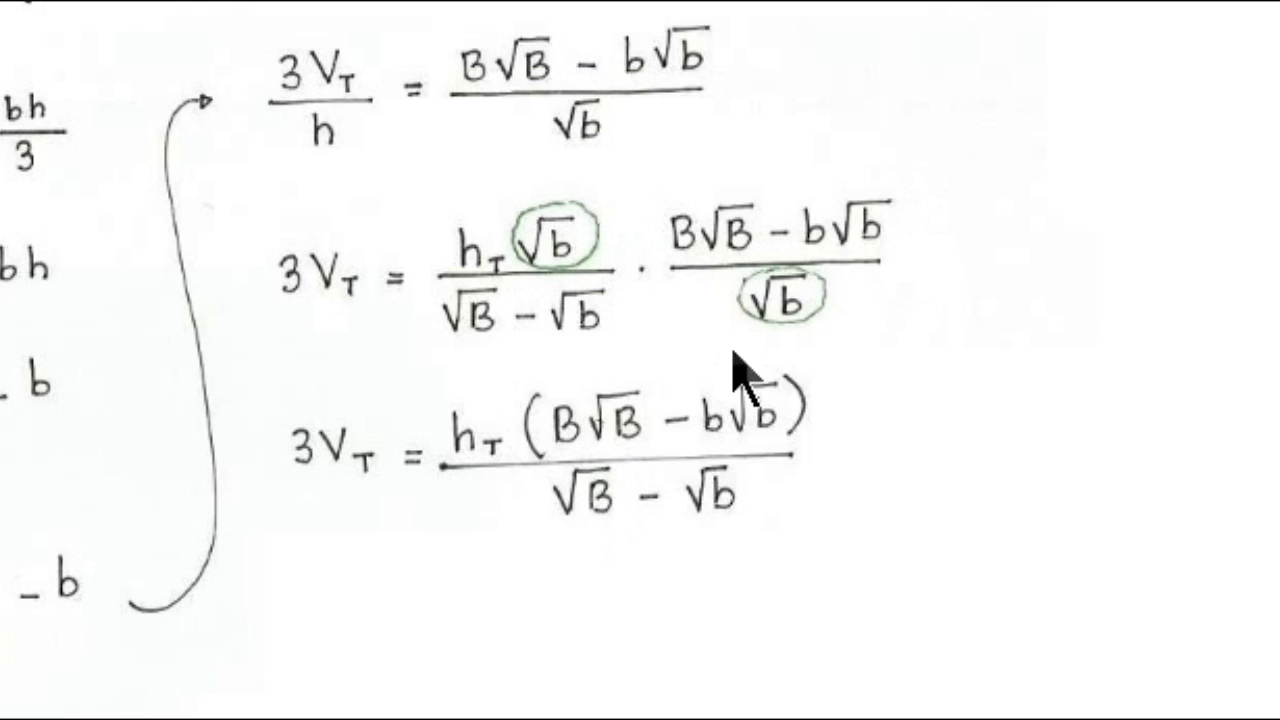 bh/3
bh
- b
- b
3V_T/h = (B√B - b√b)/√b
3V_T = h_T √b/(√B - √b) · (B√B - b√b)/√b
3V_T = h_T (B√B - b√b)/(√B - √b)